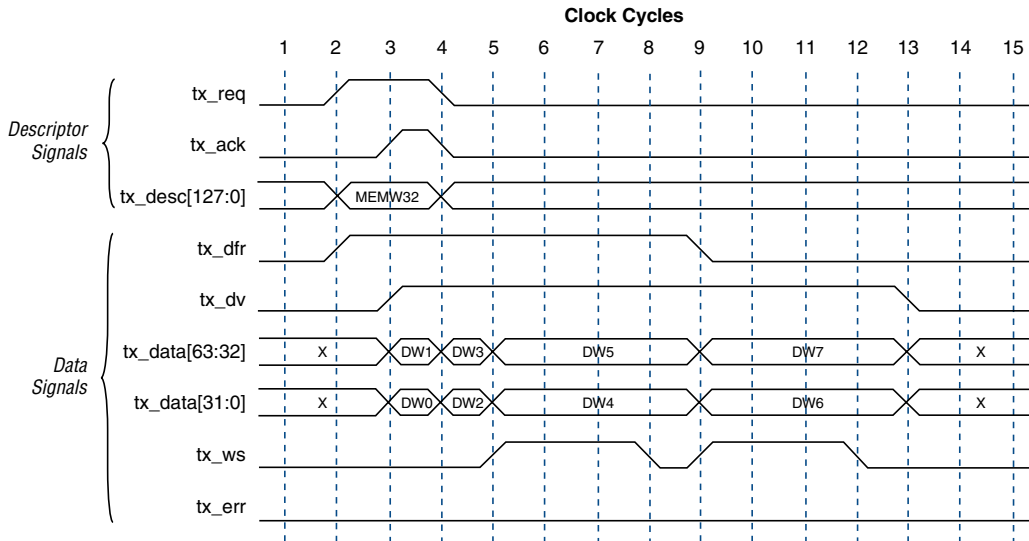 Clock Cycles
1 2 3 4 5 6 7 8 9 10 11 12 13 14 15
Descriptor
Signals
tx_req
tx_ack
tx_desc[127:0] MEMW32
Data
Signals
tx_dfr
tx_dv
tx_data[63:32] X DW1 DW3 DW5 DW7 X
tx_data[31:0] X DW0 DW2 DW4 DW6 X
tx_ws
tx_err